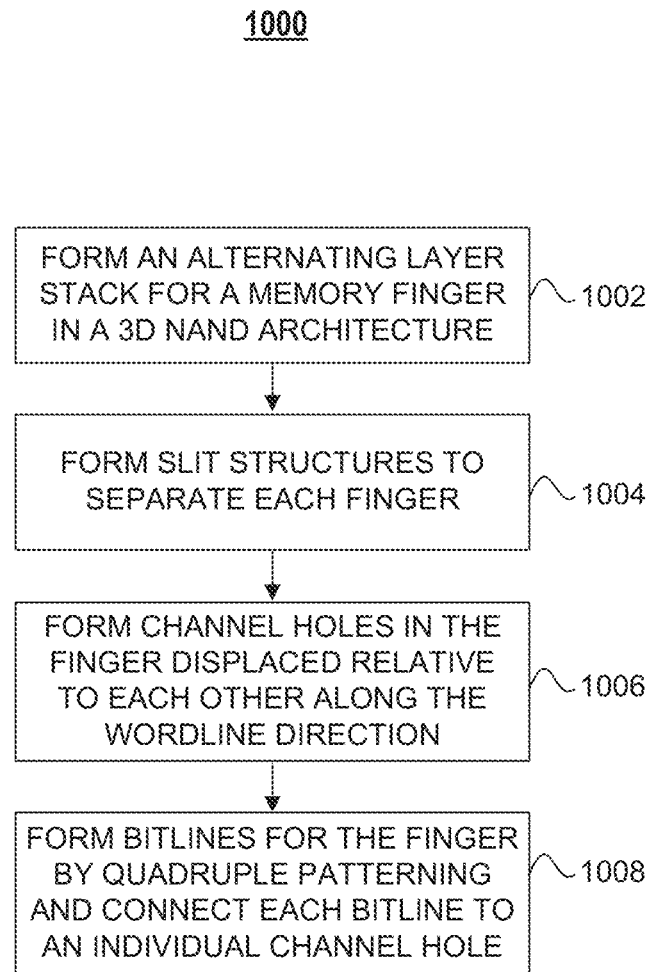 1000
FORM AN ALTERNATING LAYER
STACK FOR A MEMORY FINGER
IN A 3D NAND ARCHITECTURE
1002
FORM SLIT STRUCTURES TO
SEPARATE EACH FINGER
1004
FORM CHANNEL HOLES IN THE
FINGER DISPLACED RELATIVE
TO EACH OTHER ALONG THE
WORDLINE DIRECTION
1006
FORM BITLINES FOR THE FINGER
BY QUADRUPLE PATTERNING
AND CONNECT EACH BITLINE TO
AN INDIVIDUAL CHANNEL HOLE
1008